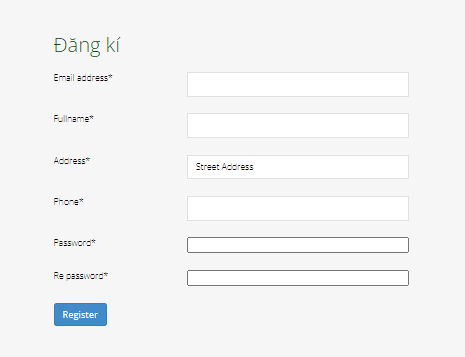 Đăng kí
Email address*
Fullname*
Address*
Street Address
Phone*
Password*
Re password*
Register